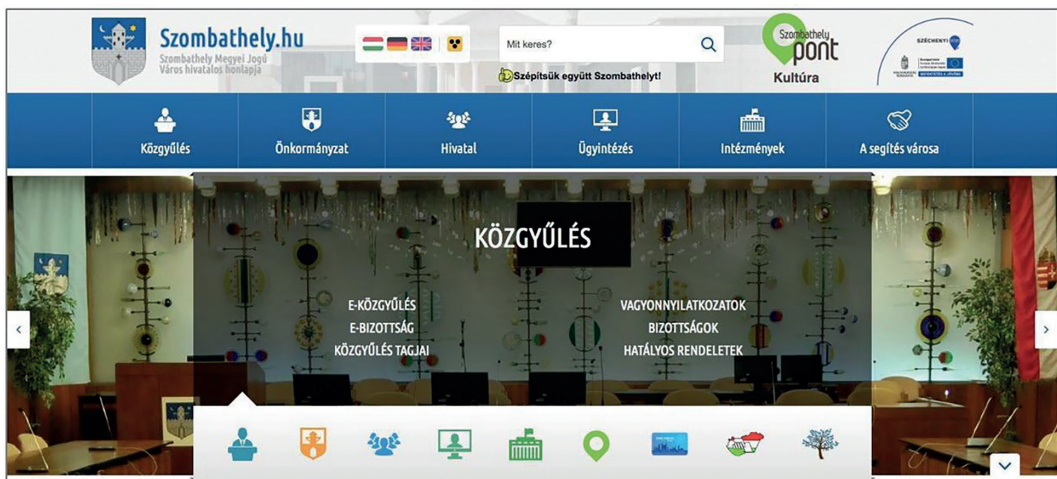 Szombathely.hu
Szombathely Megyei Jogú
Város hivatalos honlapja
Mit keres?
Szépítsük együtt Szombathelyt!
Szombathely
pont
Kultúra
SZÉCHENYI
Közgyűlés
Önkormányzat
Hivatal
Ügyintézés
Intézmények
A segítés városa
KÖZGYŰLÉS
E-KÖZGYŰLÉS
VAGYONNYILATKOZATOK
E-BIZOTTSÁG
BIZOTTSÁGOK
KÖZGYŰLÉS TAGJAI
HATÁLYOS RENDELETEK